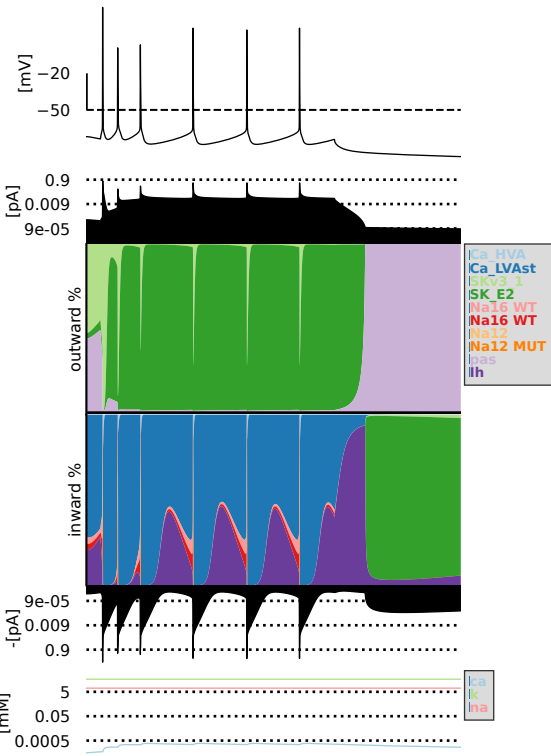 [mV]
−20
−50
[pA]
0.9
0.009
9e-05
outward %
Ca_HVA
Ca_LVAst
SKv3_1
SK_E2
Na16 WT
Na16 WT
Na12
Na12 MUT
pas
Ih
inward %
-[pA]
9e-05
0.009
0.9
[mM]
5
0.05
0.0005
ca
k
na